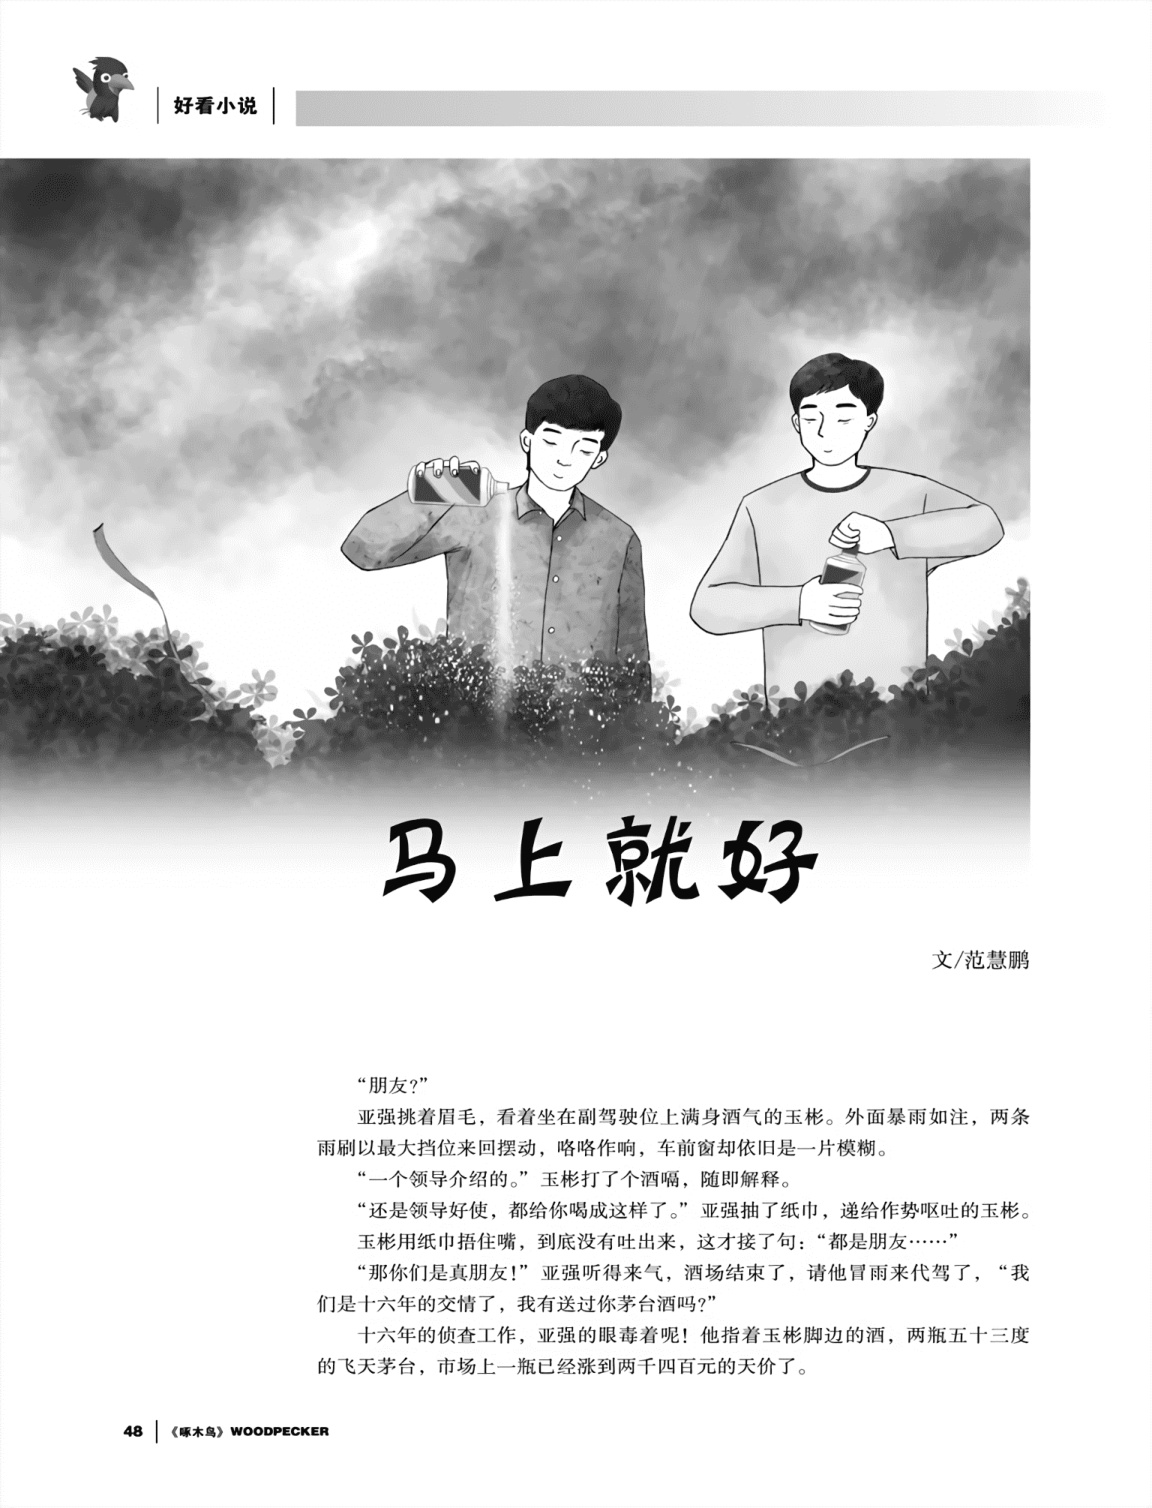 好看小说
马上就好
文/范慧鹏
“朋友?”
亚强挑着眉毛，看着坐在副驾驶位上满身酒气的玉彬。外面暴雨如注，两条
雨刷以最大挡位来回摆动，咯咯作响，车前窗却依旧是一片模糊。
“一个领导介绍的。”玉彬打了个酒嗝，随即解释。
“还是领导好使，都给你喝成这样了。”亚强抽了纸巾，递给作势呕吐的玉彬。
玉彬用纸巾捂住嘴，到底没有吐出来，这才接了句：“都是朋友……”
“那你们是真朋友!”亚强听得来气，酒场结束了，请他冒雨来代驾了，“我
们是十六年的交情了，我有送过你茅台酒吗?”
十六年的侦查工作，亚强的眼毒着呢! 他指着玉彬脚边的酒，两瓶五十三度
的飞天茅台，市场上一瓶已经涨到两千四百元的天价了。
48 《啄木鸟》WOODPECKER